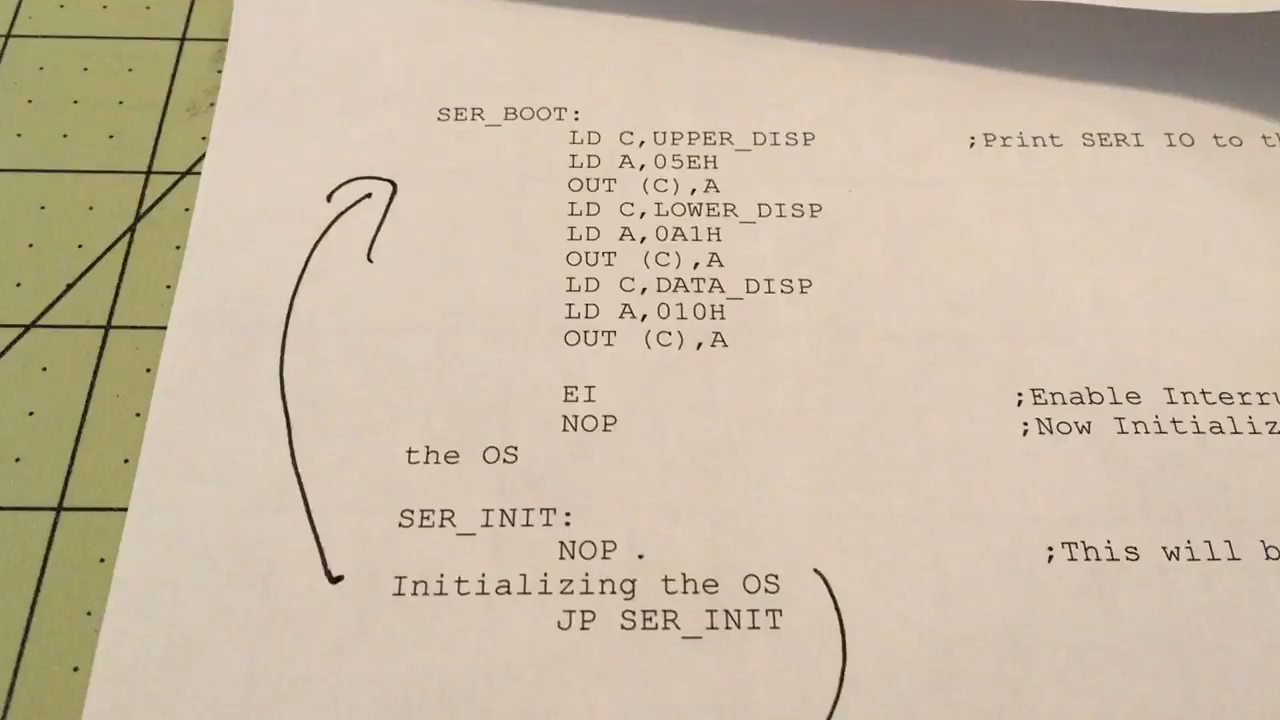 SER_BOOT:
LD C,UPPER_DISP ;Print SERI IO to
LD A,05EH
OUT (C),A
LD C,LOWER_DISP
LD A,0A1H
OUT (C),A
LD C,DATA_DISP
LD A,010H
OUT (C),A
EI ;Enable
NOP ;Now
the OS
SER_INIT:
NOP . ;This will
Initializing the OS
JP SER_INIT